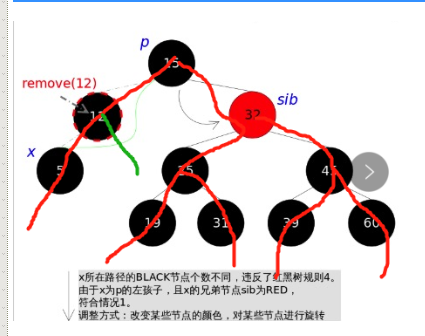 p
15
remove(12)
12
sib
32
x
5
25
45
19
31
39
60
x所在路径的BLACK节点个数不同，违反了红黑树规则4。
由于x为p的左孩子，且x的兄弟节点sib为RED，
符合情况1。
调整方式：改变某些节点的颜色，对某些节点进行旋转